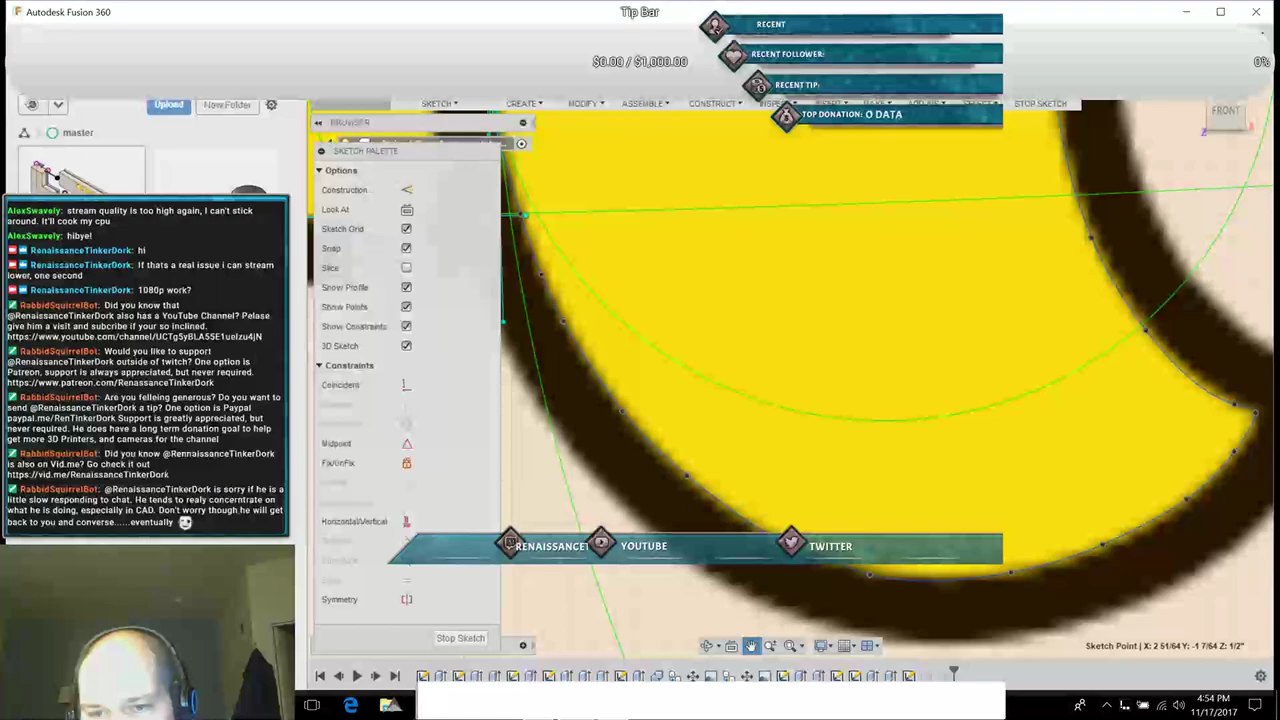 Autodesk Fusion 360
Tip Bar
RECENT
RECENT FOLLOWER:
$0.00 / $1,000.00
0%
RECENT TIP:
TOP DONATION: 0 DATA
Upload
New Folder
SKETCH
CREATE
MODIFY
ASSEMBLE
CONSTRUCT
STOP SKETCH
FRONT
BROWSER
master
SKETCH PALETTE
Options
Construction
Look At
Sketch Grid
Snap
Slice
Show Profile
Show Points
Show Constraints
3D Sketch
Constraints
Coincident
Midpoint
Fix/UnFix
Horizontal/Vertical
Symmetry
Stop Sketch
AlexSwavely: stream quality is too high again, I can't stick
around. It'll cook my cpu
AlexSwavely: hibye!
RenaissanceTinkerDork: hi
RenaissanceTinkerDork: If thats a real issue i can stream
lower, one second
RenaissanceTinkerDork: 1080p work?
RabbidSquirrelBot: Did you know that
@RenaissanceTinkerDork also has a YouTube Channel? Pelase
give him a visit and subcribe if your so inclined.
RabbidSquirrelBot: Would you like to support
@RenaissanceTinkerDork outside of twitch? One option is
Patreon, support is always appreciated, but never required.
https://www.patreon.com/RenassanceTinkerDork
RabbidSquirrelBot: Are you felleing generous? Do you want to
send @RenaissanceTinkerDork a tip? One option is Paypal
paypal.me/RenTinkerDork Support is greatly appreciated, but
never required. He does have a long term donation goal to help
get more 3D Printers, and cameras for the channel
RabbidSquirrelBot: Did you know @RennaissanceTinkerDork
is also on Vid.me? Go check it out
https://vid.me/RenaissanceTinkerDork
RabbidSquirrelBot: @RenaissanceTinkerDork is sorry if he is a
little slow responding to chat. He tends to realy concerntrate on
what he is doing, especially in CAD. Don't worry though he will get
back to you and converse......eventually
RENAISSANCET
YOUTUBE
TWITTER
Sketch Point | X: 2 51/64 Y: -1 7/64 Z: 1/2"
4:54 PM
11/17/2017